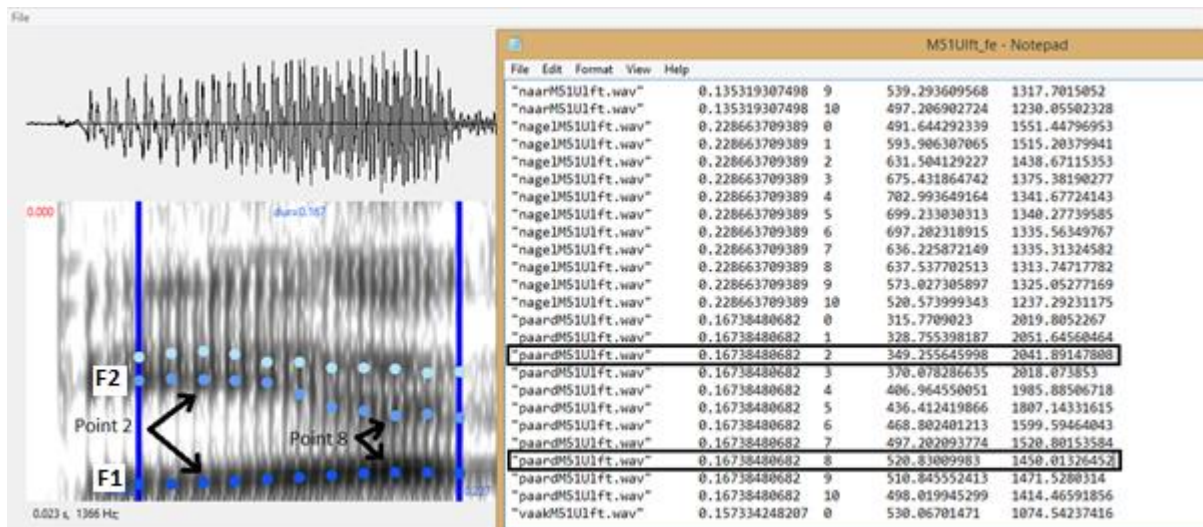 File
M51Ulft_fe - Notepad
File Edit Format View Help
"naarM51Ulft.wav" 0.135319307498 9 539.293609568 1317.7015052
"naarM51Ulft.wav" 0.135319307498 10 497.206902724 1230.05502328
"nagelM51Ulft.wav" 0.228663709389 0 491.644292339 1551.44796953
"nagelM51Ulft.wav" 0.228663709389 1 593.906307065 1515.20379941
"nagelM51Ulft.wav" 0.228663709389 2 631.504129227 1438.67115353
"nagelM51Ulft.wav" 0.228663709389 3 675.431864742 1375.38190277
"nagelM51Ulft.wav" 0.228663709389 4 702.993649164 1341.67724143
"nagelM51Ulft.wav" 0.228663709389 5 699.233030313 1340.27739585
"nagelM51Ulft.wav" 0.228663709389 6 697.202318915 1335.56349767
"nagelM51Ulft.wav" 0.228663709389 7 636.225872149 1335.31324582
"nagelM51Ulft.wav" 0.228663709389 8 637.537702513 1313.74717782
"nagelM51Ulft.wav" 0.228663709389 9 573.027305897 1325.05277169
"nagelM51Ulft.wav" 0.228663709389 10 520.573999343 1237.29231175
"paardM51Ulft.wav" 0.16738480682 0 315.7709023 2019.8052267
"paardM51Ulft.wav" 0.16738480682 1 328.755398187 2051.64560464
"paardM51Ulft.wav" 0.16738480682 2 349.255645998 2041.89147808
"paardM51Ulft.wav" 0.16738480682 3 370.078286635 2018.073853
"paardM51Ulft.wav" 0.16738480682 4 406.964550051 1985.88506718
"paardM51Ulft.wav" 0.16738480682 5 436.412419866 1807.14331615
"paardM51Ulft.wav" 0.16738480682 6 468.802401213 1599.59464043
"paardM51Ulft.wav" 0.16738480682 7 497.202093774 1520.80153584
"paardM51Ulft.wav" 0.16738480682 8 520.83009983 1450.01326452
"paardM51Ulft.wav" 0.16738480682 9 510.845552413 1471.5280314
"paardM51Ulft.wav" 0.16738480682 10 498.019945299 1414.46591856
"vaakM51Ulft.wav" 0.157334248207 0 530.06701471 1074.54237416
0.000
dur=0.167
F2
Point 2
Point 8
F1
0.023 s, 1366 Hz